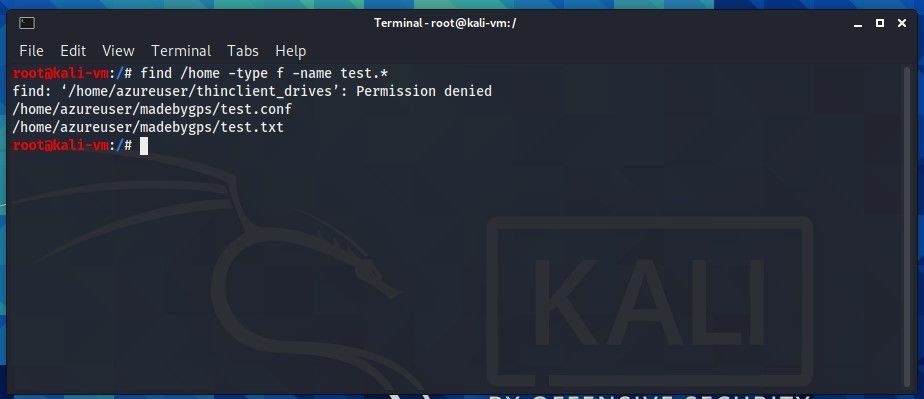 Terminal - root@kali-vm: /
File Edit View Terminal Tabs Help
root@kali-vm:/# find /home -type f -name test.*
find: ‘/home/azureuser/thinclient_drives’: Permission denied
/home/azureuser/madebygps/test.conf
/home/azureuser/madebygps/test.txt
root@kali-vm:/#
KALI
BY OFFENSIVE SECURITY